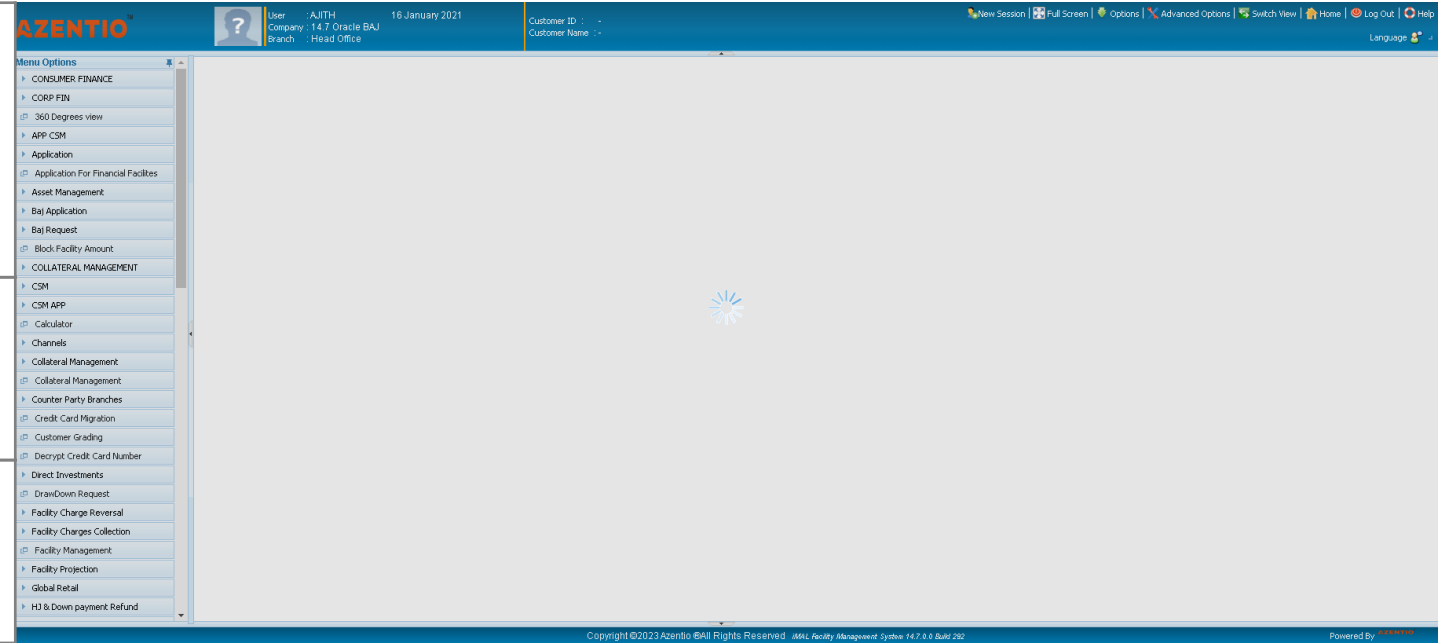 AZENTIO
User : AJITH 16 January 2021
Company : 14.7 Oracle BAJ
Branch : Head Office
?
Customer ID : -
Customer Name : -
New Session | Full Screen | Options | Advanced Options | Switch View | Home | Log Out | Help
Language
Menu Options
CONSUMER FINANCE
CORP FIN
360 Degrees view
APP CSM
Application
Application For Financial Facilites
Asset Management
Baj Application
Baj Request
Block Facility Amount
COLLATERAL MANAGEMENT
CSM
CSM APP
Calculator
Channels
Collateral Management
Collateral Management
Counter Party Branches
Credit Card Migration
Customer Grading
Decrypt Credit Card Number
Direct Investments
DrawDown Request
Facility Charge Reversal
Facility Charges Collection
Facility Management
Facility Projection
Global Retail
HJ & Down payment Refund
Copyright©2023 Azentio ®All Rights Reserved iMAL Facility Management System 14.7.0.0 Build 292
Powered By AZENTIO